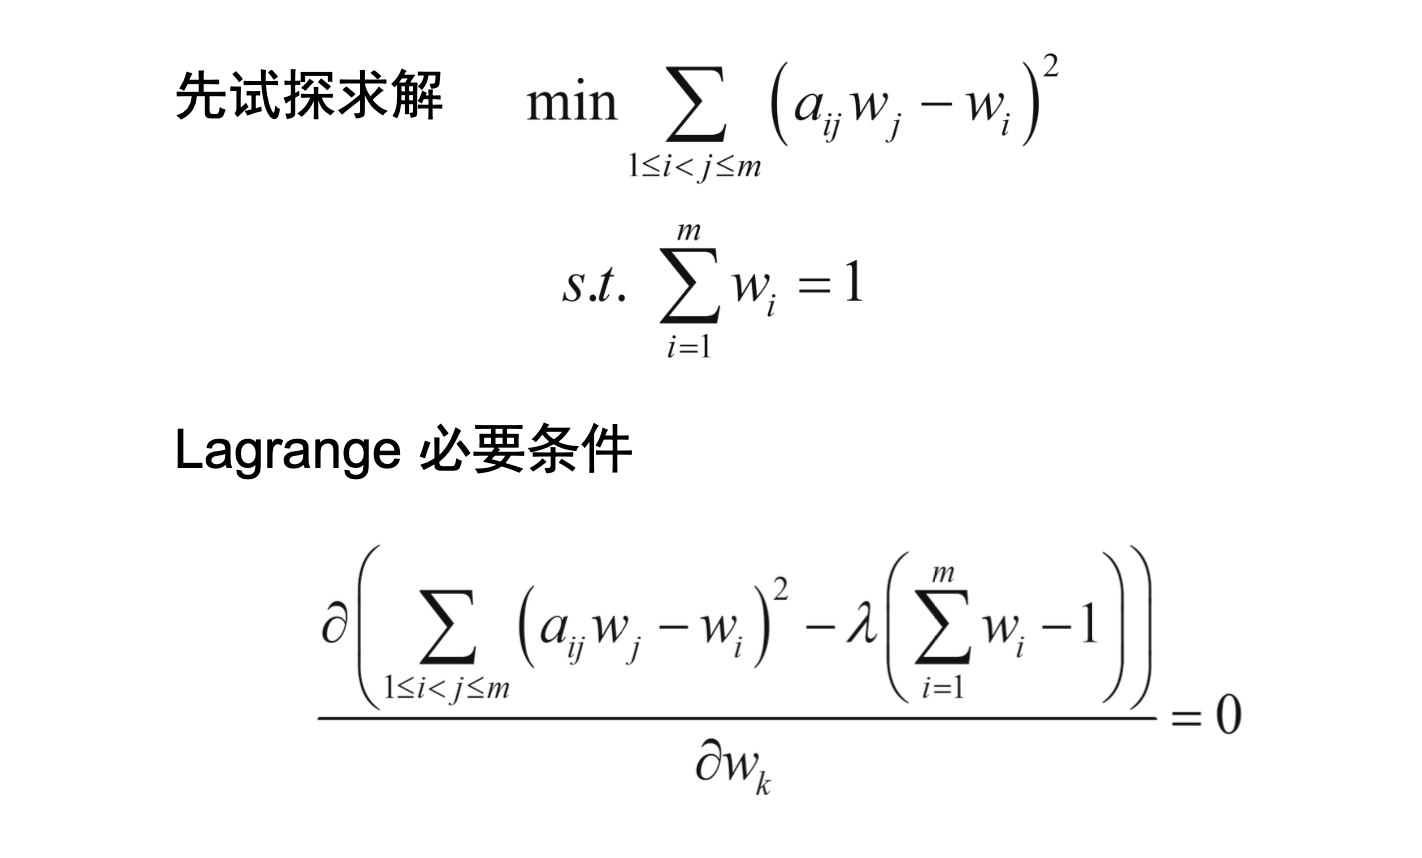 先试探求解 $\min \sum_{1 \le i < j \le m} \left( a_{ij} w_j - w_i \right)^2$
$s.t. \sum_{i=1}^{m} w_i = 1$
Lagrange 必要条件
$\frac{\partial \left( \sum_{1 \le i < j \le m} \left( a_{ij} w_j - w_i \right)^2 - \lambda \left( \sum_{i=1}^{m} w_i - 1 \right) \right)}{\partial w_k} = 0$